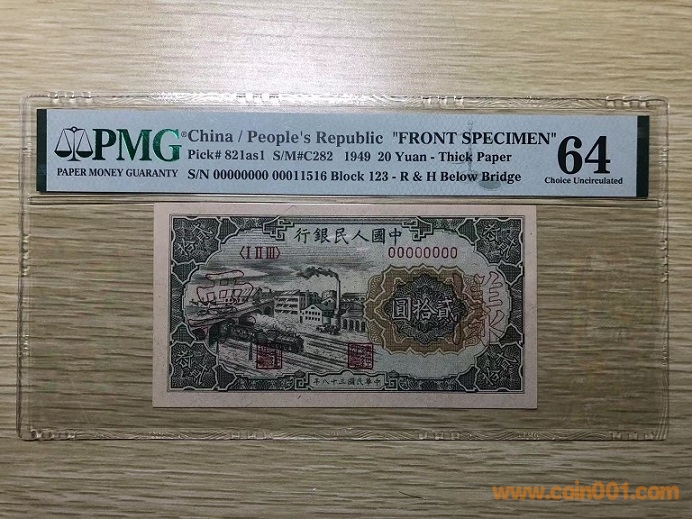 PMG
PAPER MONEY GUARANTY
China / People's Republic "FRONT SPECIMEN"
Pick# 821as1 S/M#C282 1949 20 Yuan - Thick Paper
S/N 00000000 00011516 Block 123 - R & H Below Bridge
64
Choice Uncirculated
行銀民人國中
〈I II III〉 00000000
圓拾貳
票樣
年八十三國民華中
www.coin001.com